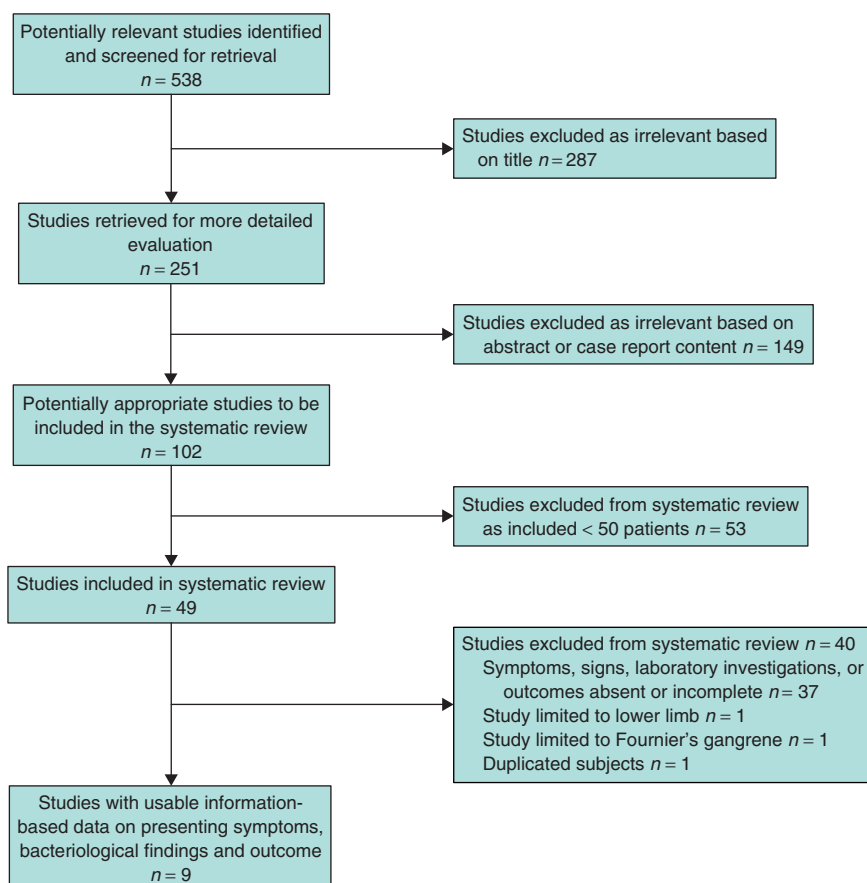 Potentially relevant studies identified
and screened for retrieval
n = 538
Studies excluded as irrelevant based
on title n = 287
Studies retrieved for more detailed
evaluation
n = 251
Studies excluded as irrelevant based on
abstract or case report content n = 149
Potentially appropriate studies to be
included in the systematic review
n = 102
Studies excluded from systematic review
as included < 50 patients n = 53
Studies included in systematic review
n = 49
Studies excluded from systematic review n = 40
Symptoms, signs, laboratory investigations, or
outcomes absent or incomplete n = 37
Study limited to lower limb n = 1
Study limited to Fournier's gangrene n = 1
Duplicated subjects n = 1
Studies with usable information-
based data on presenting symptoms,
bacteriological findings and outcome
n = 9